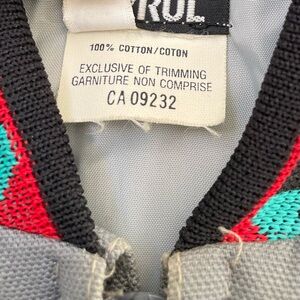 100% COTTON/COTON
EXCLUSIVE OF TRIMMING
GARNITURE NON COMPRISE
CA 09232